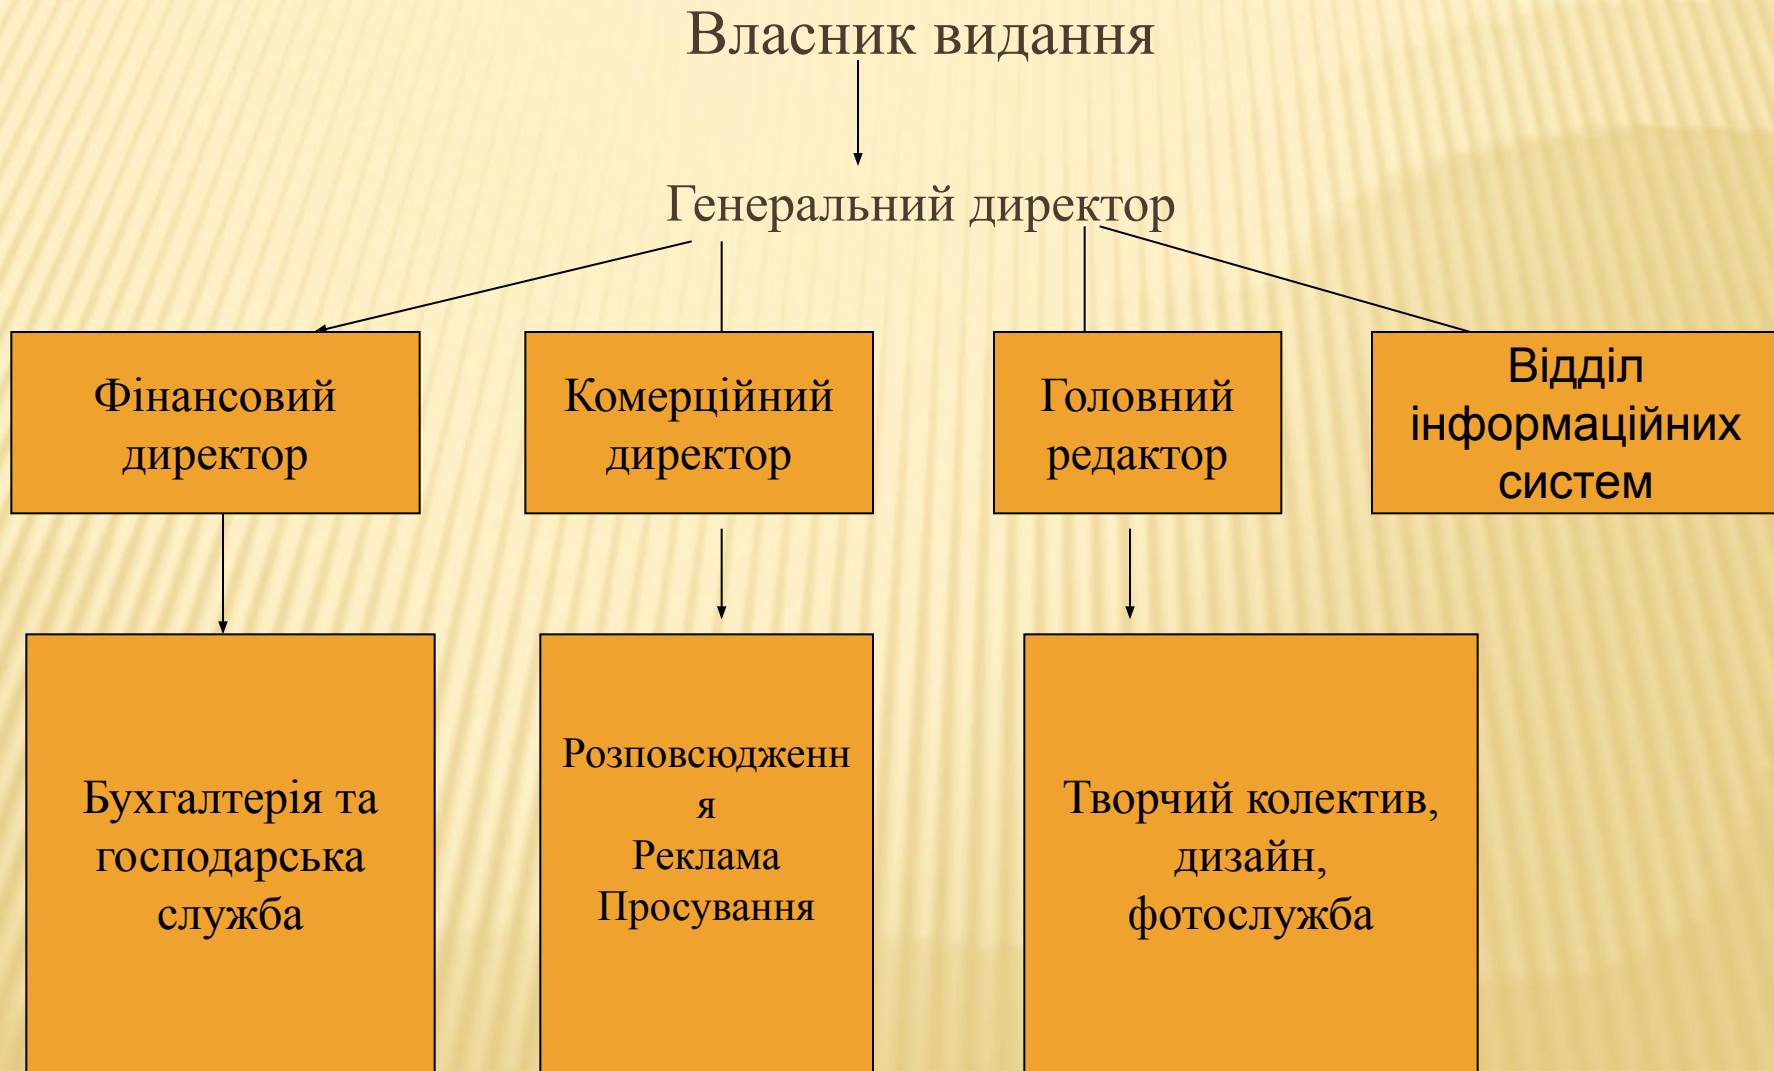 Власник видання
Генеральний директор
Фінансовий
директор
Комерційний
директор
Головний
редактор
Відділ
інформаційних
систем
Бухгалтерія та
господарська
служба
Розповсюдженн
я
Реклама
Просування
Творчий колектив,
дизайн,
фотослужба